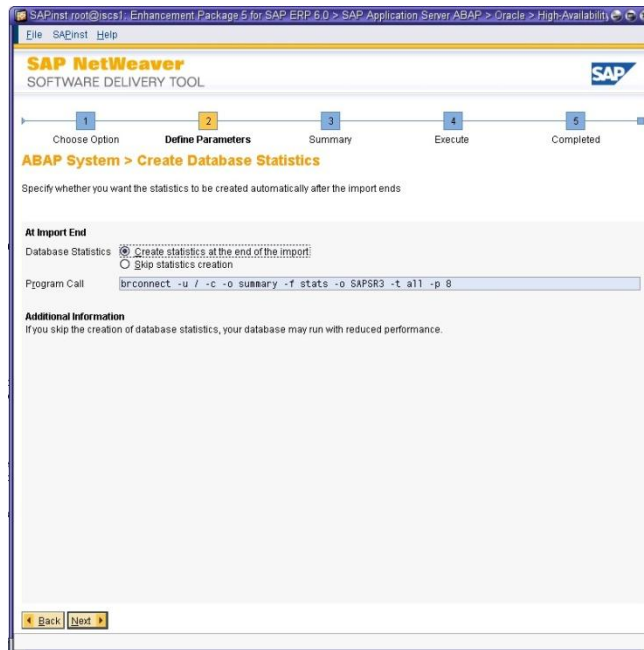 SAPinst root@iscs1: Enhancement Package 5 for SAP ERP 6.0 > SAP Application Server ABAP > Oracle > High-Availability
File SAPinst Help
SAP NetWeaver
SOFTWARE DELIVERY TOOL
SAP
1 2 3 4 5
Choose Option Define Parameters Summary Execute Completed
ABAP System > Create Database Statistics
Specify whether you want the statistics to be created automatically after the import ends
At Import End
Database Statistics Create statistics at the end of the import
Skip statistics creation
Program Call brconnect -u / -c -o summary -f stats -o SAPSR3 -t all -p 8
Additional Information
If you skip the creation of database statistics, your database may run with reduced performance.
Back Next